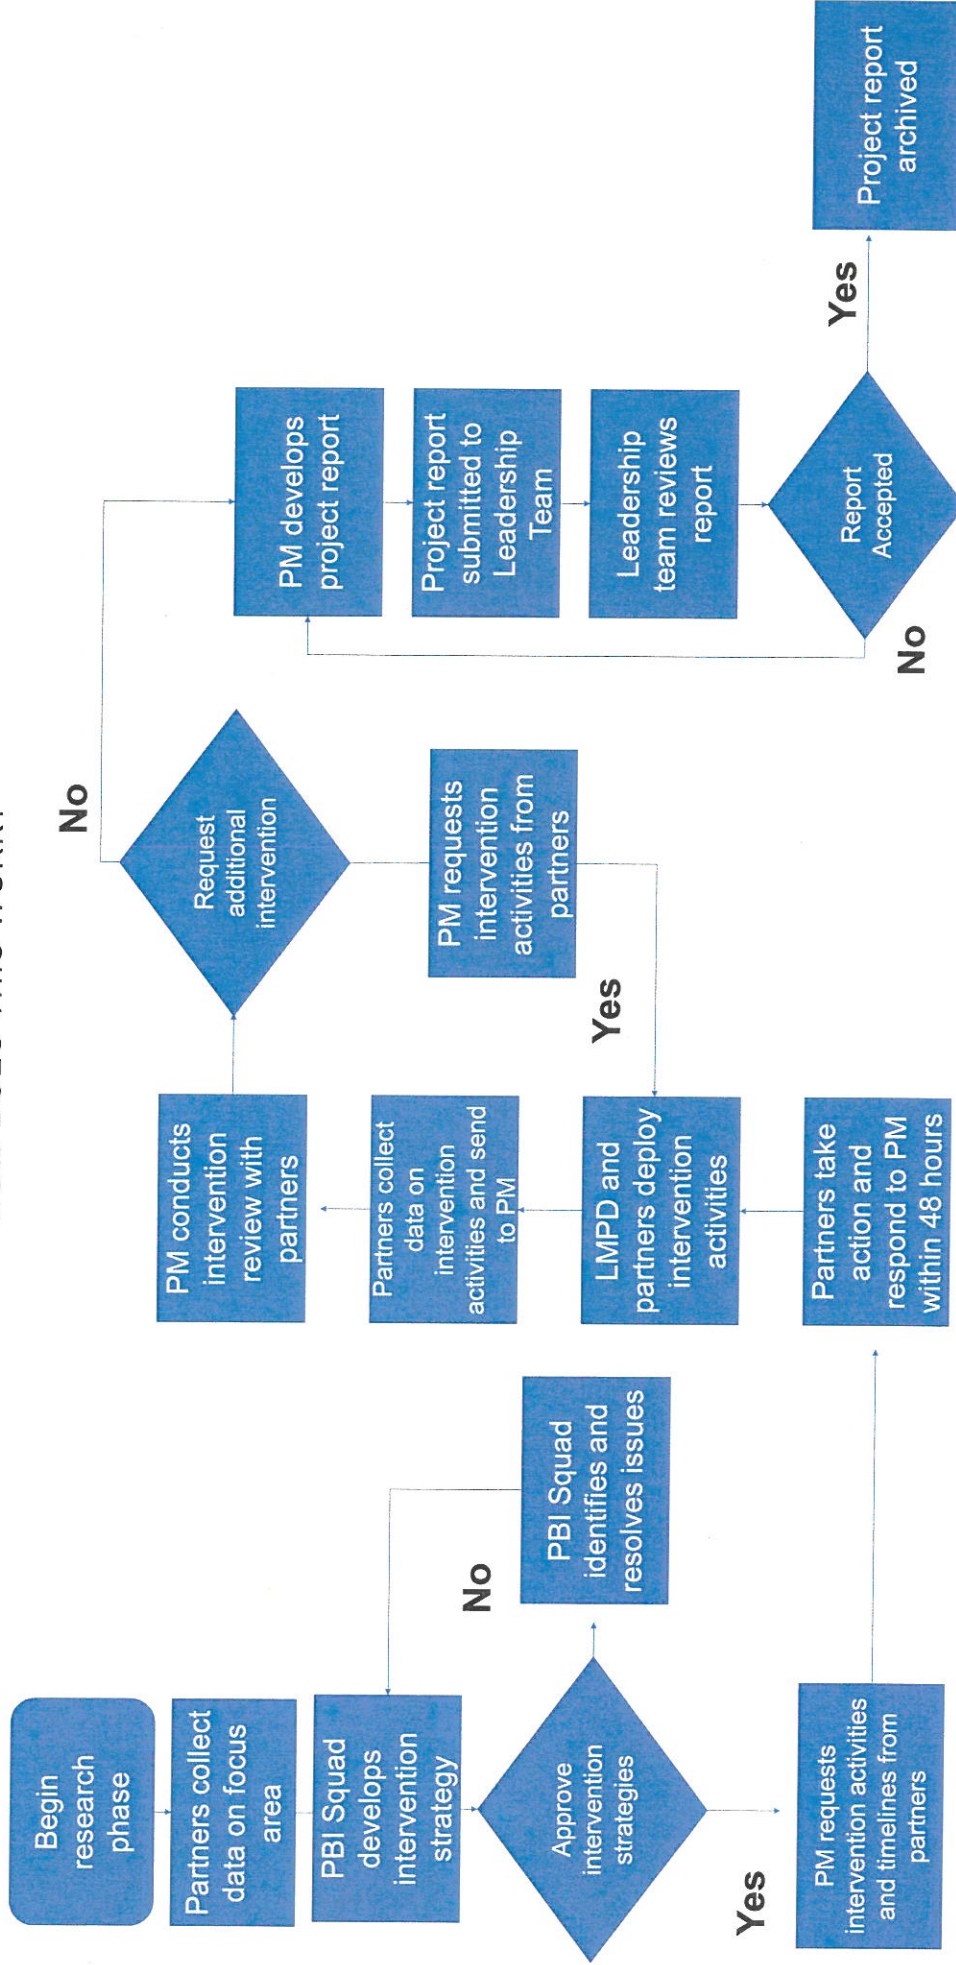 Begin
research
phase
Partners collect
data on focus
area
PBI Squad
develops
intervention
strategy
Approve
intervention
strategies
No
PBI Squad
identifies and
resolves issues
Yes
PM requests
intervention activities
and timelines from
partners
Partners take
action and
respond to PM
within 48 hours
LMPD and
partners deploy
intervention
activities
Partners collect
data on
intervention
activities and send
to PM
PM conducts
intervention
review with
partners
Request
additional
intervention
No
Yes
PM requests
intervention
activities from
partners
PM develops
project report
Project report
submitted to
Leadership
Team
Leadership
team reviews
report
Report
Accepted
No
Yes
Project report
archived